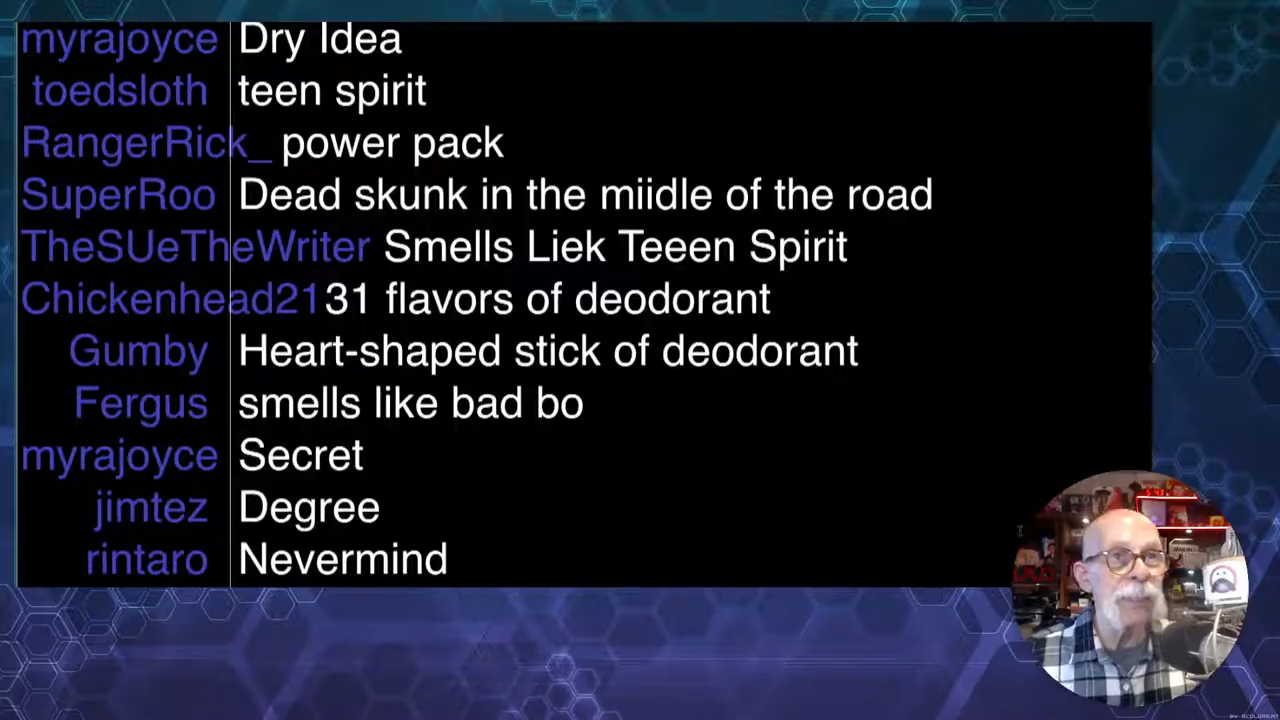 myrajoyce Dry Idea
toedsloth teen spirit
RangerRick_ power pack
SuperRoo Dead skunk in the miidle of the road
TheSUeTheWriter Smells Liek Teeen Spirit
Chickenhead21 31 flavors of deodorant
Gumby Heart-shaped stick of deodorant
Fergus smells like bad bo
myrajoyce Secret
jimtez Degree
rintaro Nevermind